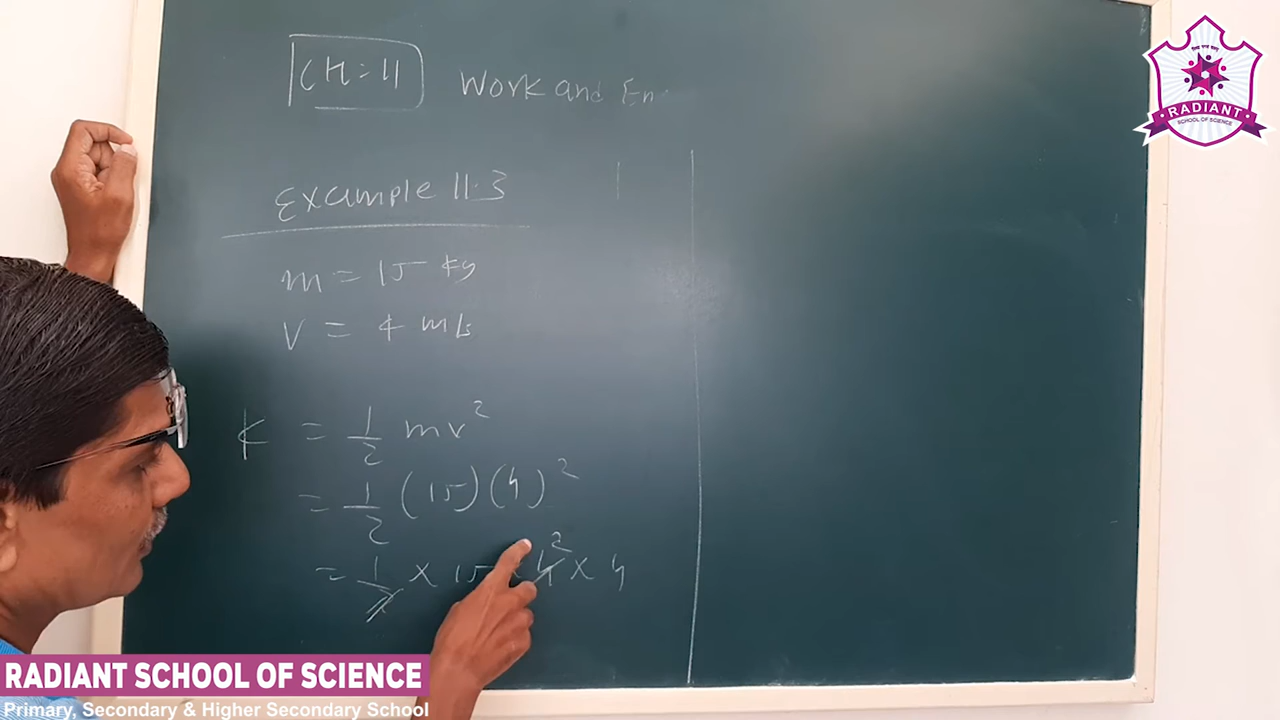 CH = 11 Work and En.
Example 11.3
m = 15 kg
v = 4 m/s
K = 1/2 mv²
= 1/2 (15) (4)²
= 1/2 × 15 × 4² × 4
RADIANT
SCHOOL OF SCIENCE
RADIANT SCHOOL OF SCIENCE
Primary, Secondary & Higher Secondary School